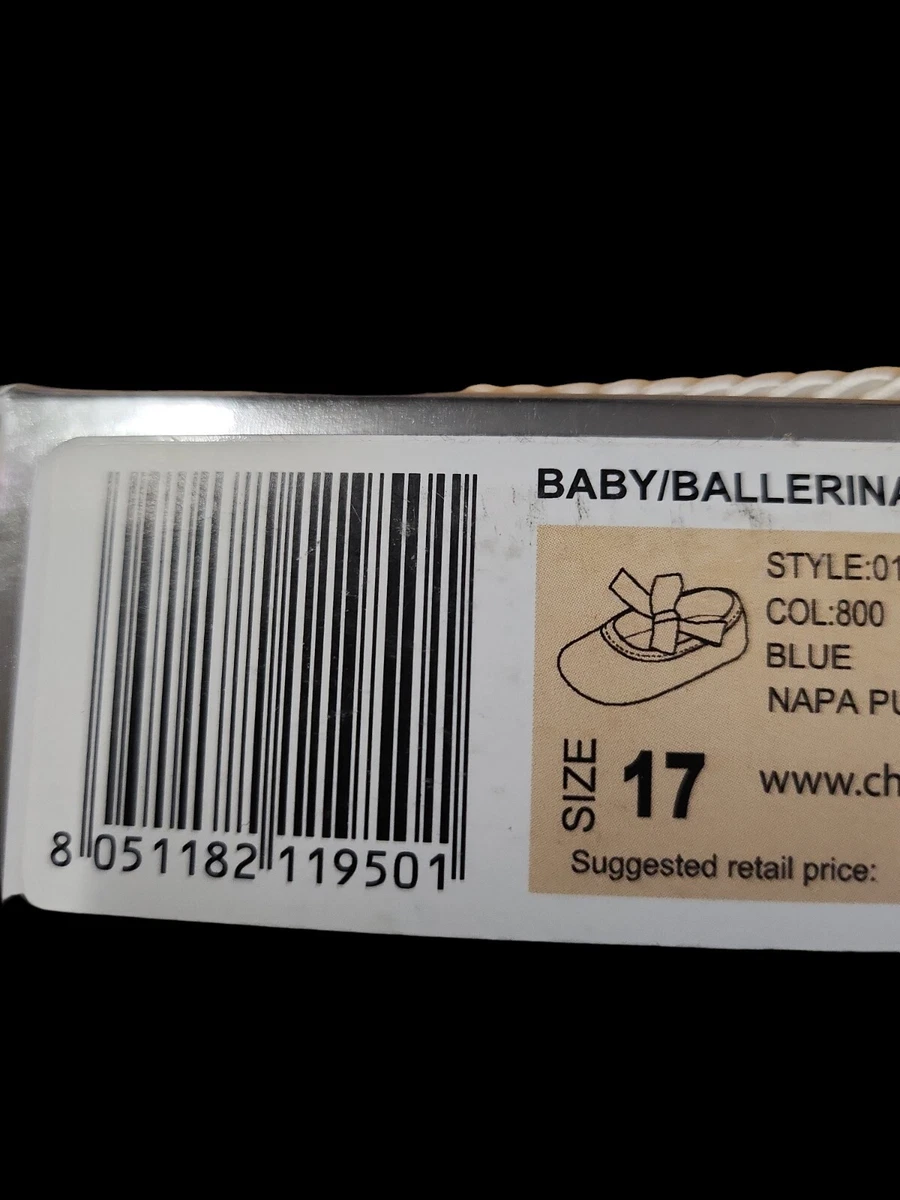 BABY/BALLERINA
STYLE:01
COL:800
BLUE
NAPA PU
SIZE 17
www.ch
Suggested retail price:
8 051182 119501